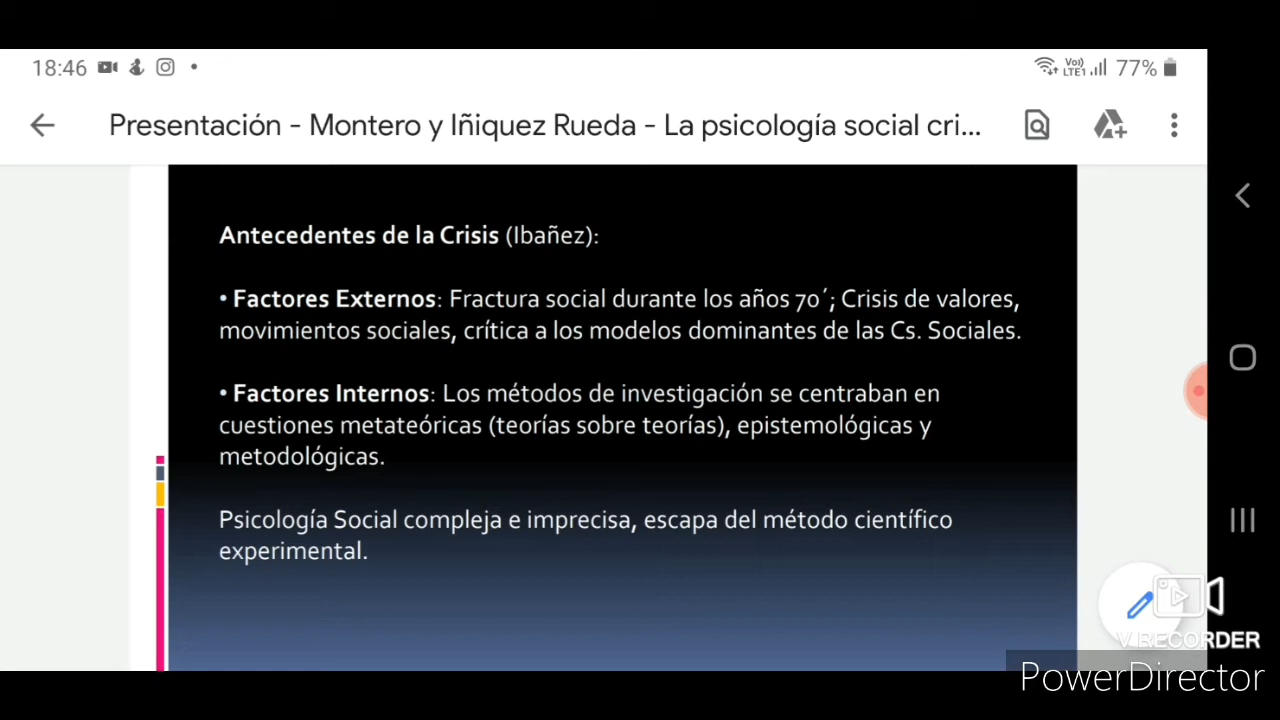 18:46
Vo) LTE1 77%
Presentación - Montero y Iñiquez Rueda - La psicología social cri...
Antecedentes de la Crisis (Ibañez):
• Factores Externos: Fractura social durante los años 70´; Crisis de valores,
movimientos sociales, crítica a los modelos dominantes de las Cs. Sociales.
• Factores Internos: Los métodos de investigación se centraban en
cuestiones metateóricas (teorías sobre teorías), epistemológicas y
metodológicas.
Psicología Social compleja e imprecisa, escapa del método científico
experimental.
V RECORDER
PowerDirector